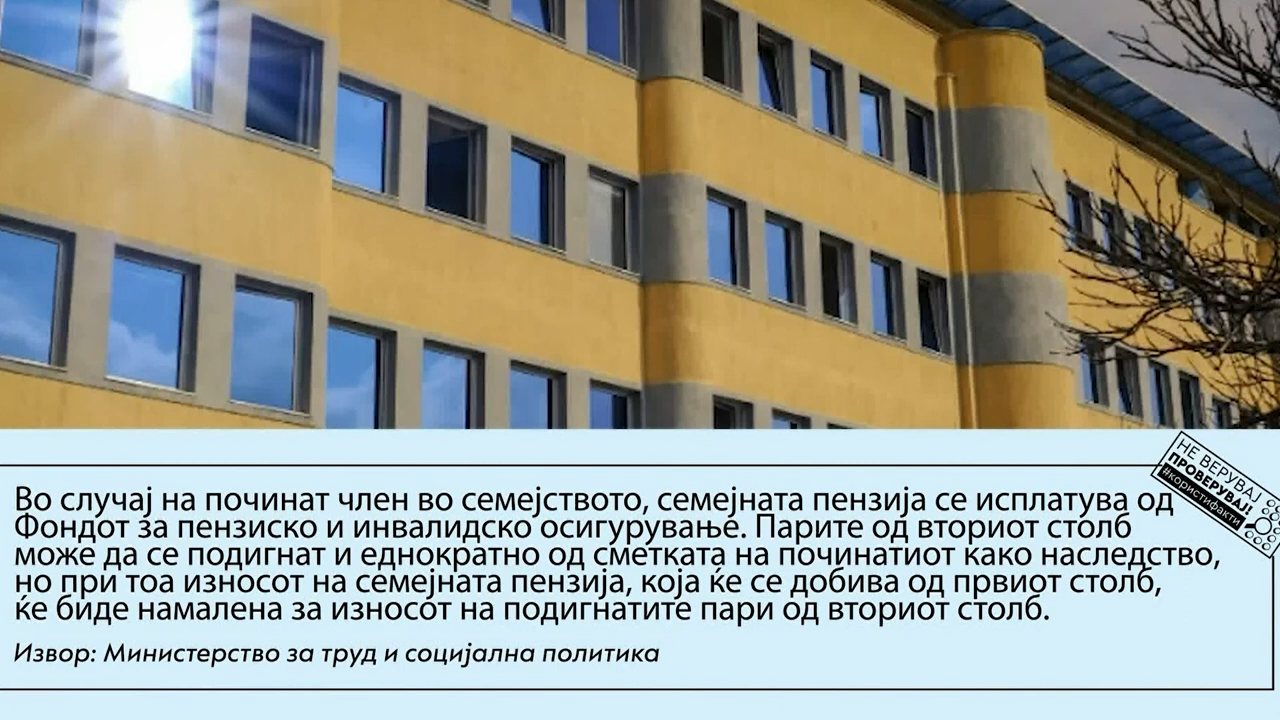 НЕ ВЕРУВАЈ
ПРОВЕРУВАЈ!
#користифакти
Во случај на починат член во семејството, семејната пензија се исплатува од
Фондот за пензиско и инвалидско осигурување. Парите од вториот столб
може да се подигнат и еднократно од сметката на починатиот како наследство,
но при тоа износот на семејната пензија, која ќе се добива од првиот столб,
ќе биде намалена за износот на подигнатите пари од вториот столб.
Извор: Министерство за труд и социјална политика